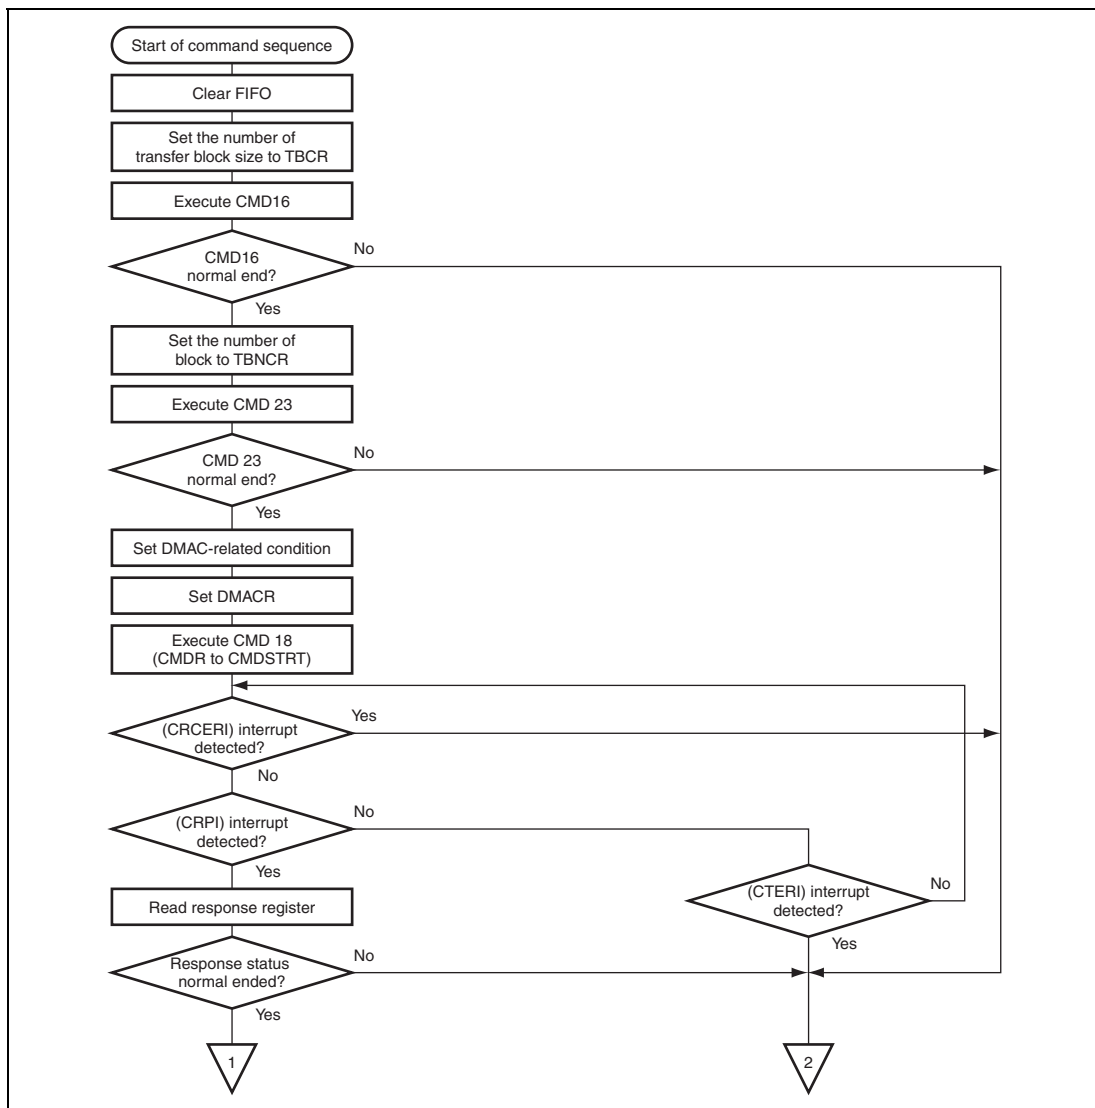 Start of command sequence
Clear FIFO
Set the number of
transfer block size to TBCR
Execute CMD16
CMD16
normal end?
No
Yes
Set the number of
block to TBNCR
Execute CMD 23
CMD 23
normal end?
No
Yes
Set DMAC-related condition
Set DMACR
Execute CMD 18
(CMDR to CMDSTRT)
(CRCERI) interrupt
detected?
Yes
No
(CRPI) interrupt
detected?
No
Yes
(CTERI) interrupt
detected?
No
Yes
Read response register
Response status
normal ended?
No
Yes
1
2